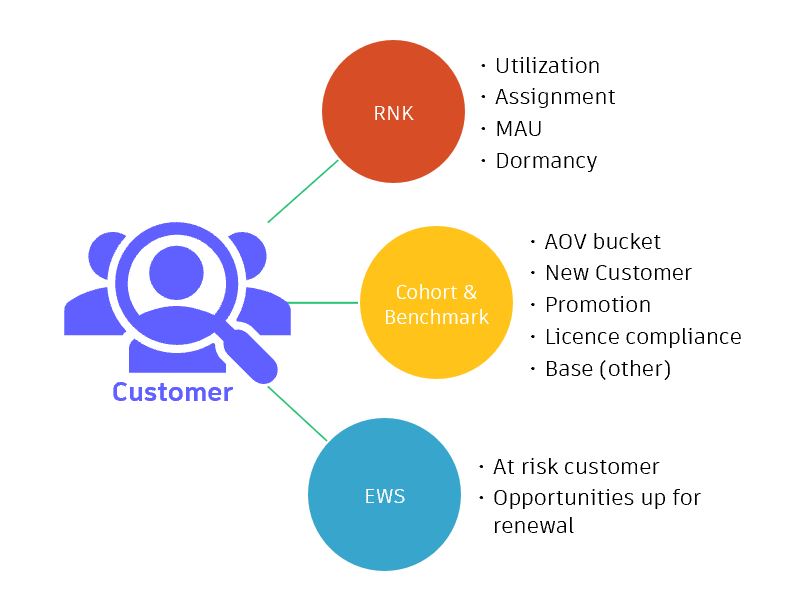 RNK
· Utilization
· Assignment
· MAU
· Dormancy
Customer
Cohort &
Benchmark
· AOV bucket
· New Customer
· Promotion
· Licence compliance
· Base (other)
EWS
· At risk customer
· Opportunities up for
renewal